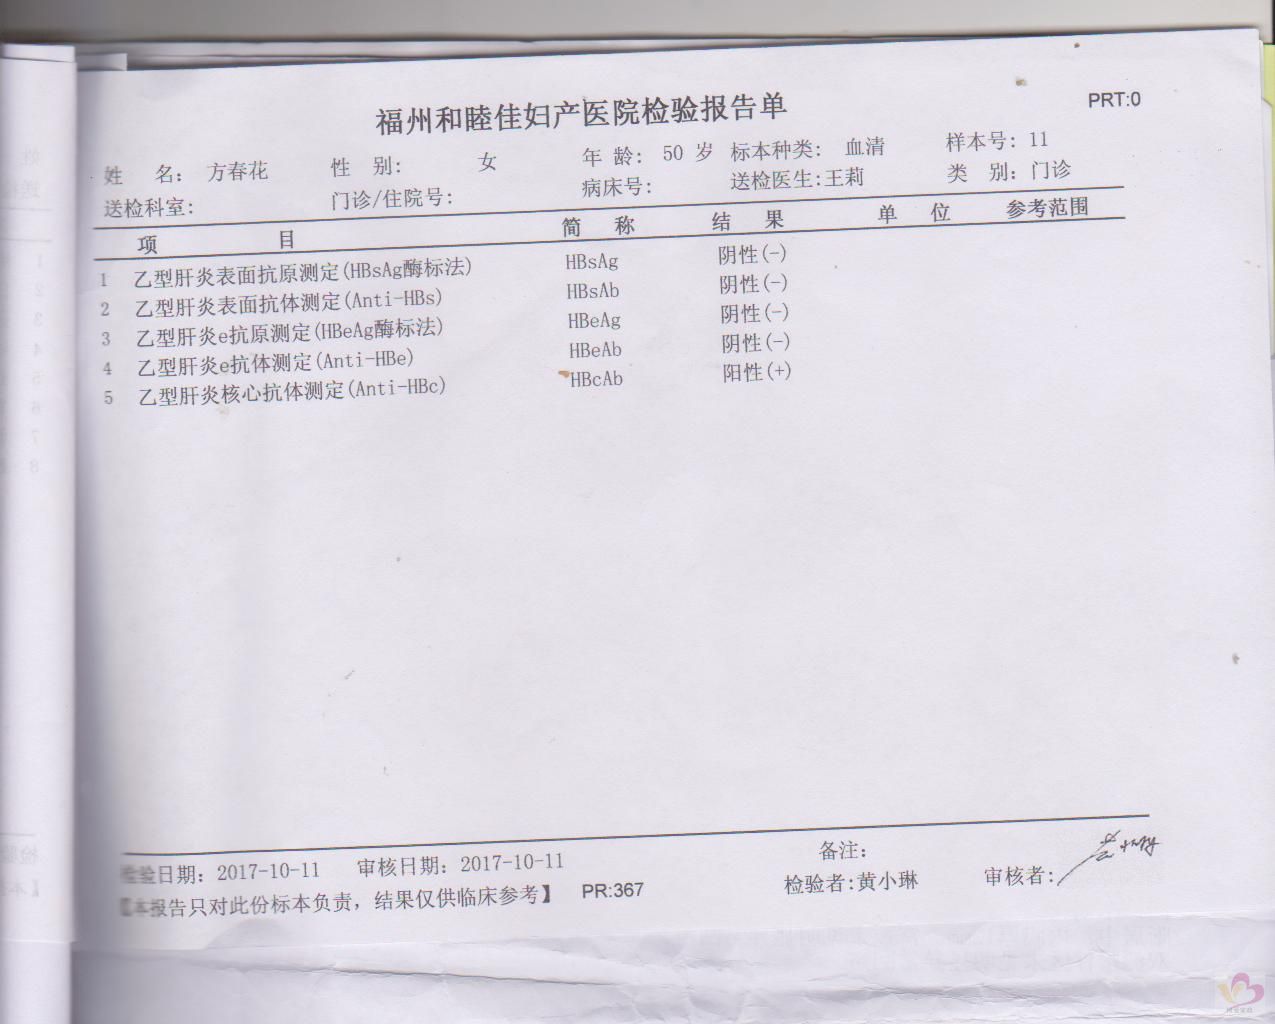 福州和睦佳妇产医院检验报告单
PRT:0
姓 名: 方春花 性 别: 女 年 龄: 50 岁 标本种类: 血清 样本号: 11
送检科室: 门诊/住院号: 病床号: 送检医生:王莉 类 别: 门诊
项 目 简 称 结 果 单 位 参考范围
1 乙型肝炎表面抗原测定(HBsAg酶标法) HBsAg 阴性(-)
2 乙型肝炎表面抗体测定(Anti-HBs) HBsAb 阴性(-)
3 乙型肝炎e抗原测定(HBeAg酶标法) HBeAg 阴性(-)
4 乙型肝炎e抗体测定(Anti-HBe) HBeAb 阴性(-)
5 乙型肝炎核心抗体测定(Anti-HBc) HBcAb 阳性(+)
检验日期: 2017-10-11 审核日期: 2017-10-11 备注:
【本报告只对此份标本负责, 结果仅供临床参考】 PR:367 检验者:黄小琳 审核者: